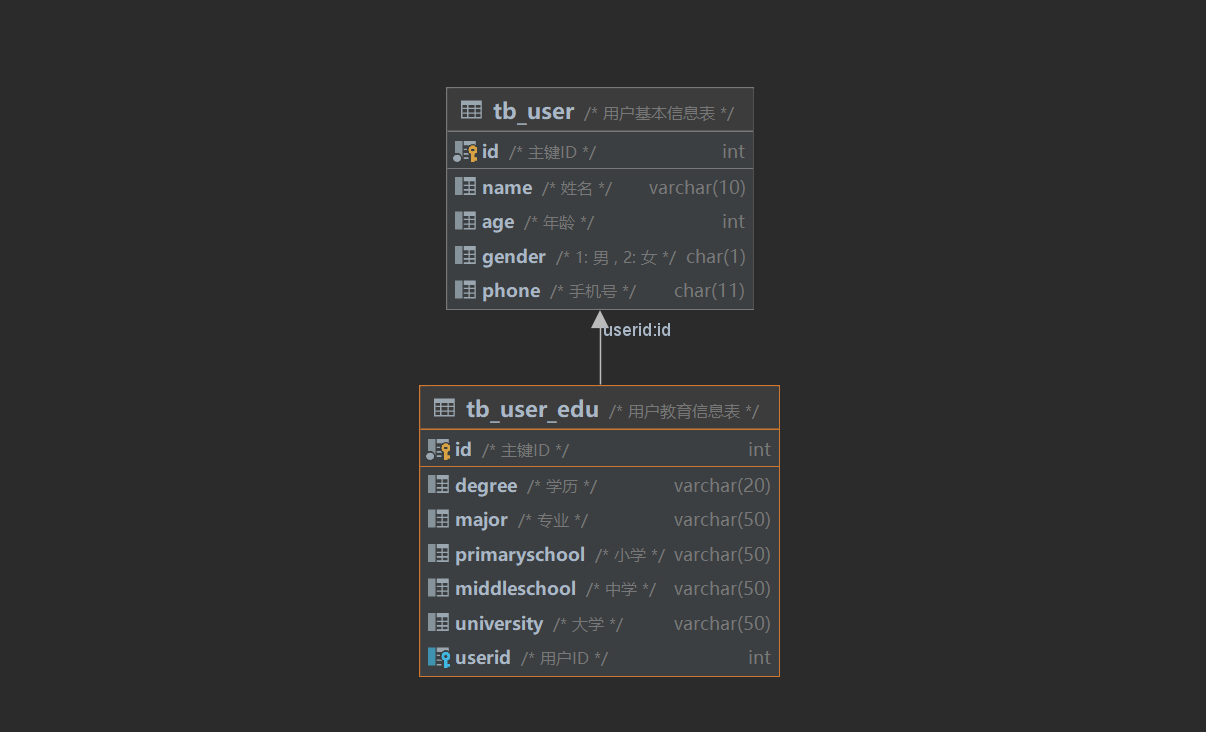 tb_user /* 用户基本信息表 */
id /* 主键ID */ int
name /* 姓名 */ varchar(10)
age /* 年龄 */ int
gender /* 1: 男 , 2: 女 */ char(1)
phone /* 手机号 */ char(11)
userid:id
tb_user_edu /* 用户教育信息表 */
id /* 主键ID */ int
degree /* 学历 */ varchar(20)
major /* 专业 */ varchar(50)
primaryschool /* 小学 */ varchar(50)
middleschool /* 中学 */ varchar(50)
university /* 大学 */ varchar(50)
userid /* 用户ID */ int